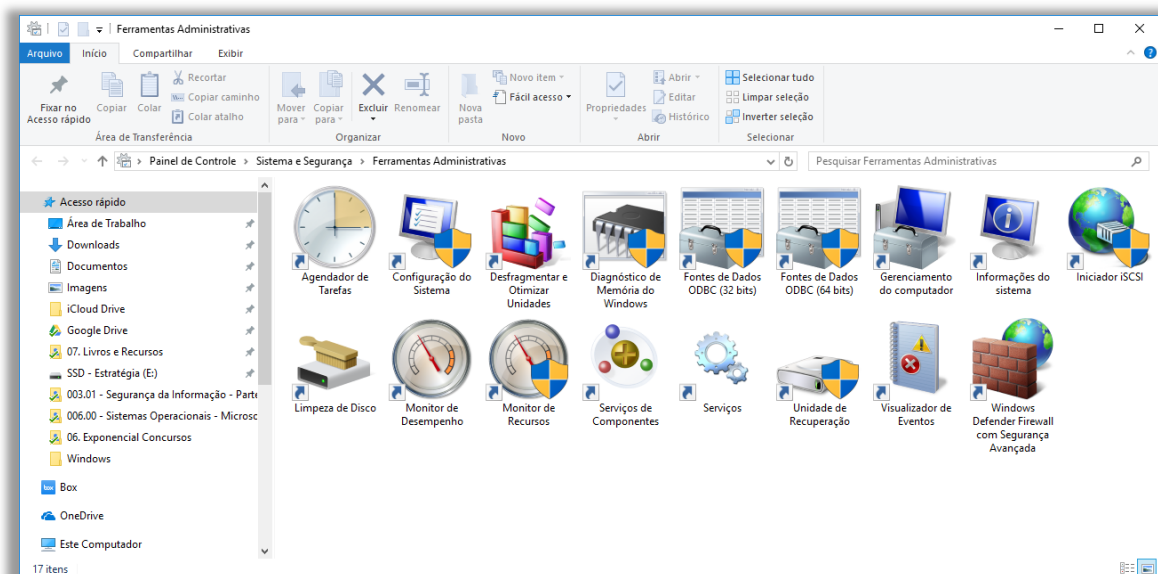 Ferramentas Administrativas
Arquivo Início Compartilhar Exibir
Fixar no
Acesso rápido
Copiar
Colar
Recortar
Copiar caminho
Colar atalho
Área de Transferência
Mover
para
Copiar
para
Excluir
Renomear
Organizar
Nova
pasta
Novo item
Fácil acesso
Novo
Propriedades
Abrir
Editar
Histórico
Abrir
Selecionar tudo
Limpar seleção
Inverter seleção
Selecionar
Painel de Controle > Sistema e Segurança > Ferramentas Administrativas
Pesquisar Ferramentas Administrativas
Acesso rápido
Área de Trabalho
Downloads
Documentos
Imagens
iCloud Drive
Google Drive
07. Livros e Recursos
SSD - Estratégia (E:)
003.01 - Segurança da Informação - Parte
006.00 - Sistemas Operacionais - Microsc
06. Exponencial Concursos
Windows
box
Box
OneDrive
Este Computador
Agendador de
Tarefas
Configuração do
Sistema
Desfragmentar e
Otimizar
Unidades
Diagnóstico de
Memória do
Windows
Fontes de Dados
ODBC (32 bits)
Fontes de Dados
ODBC (64 bits)
Gerenciamento
do computador
Informações do
sistema
Iniciador iSCSI
Limpeza de Disco
Monitor de
Desempenho
Monitor de
Recursos
Serviços de
Componentes
Serviços
Unidade de
Recuperação
Visualizador de
Eventos
Windows
Defender Firewall
com Segurança
Avançada
17 itens